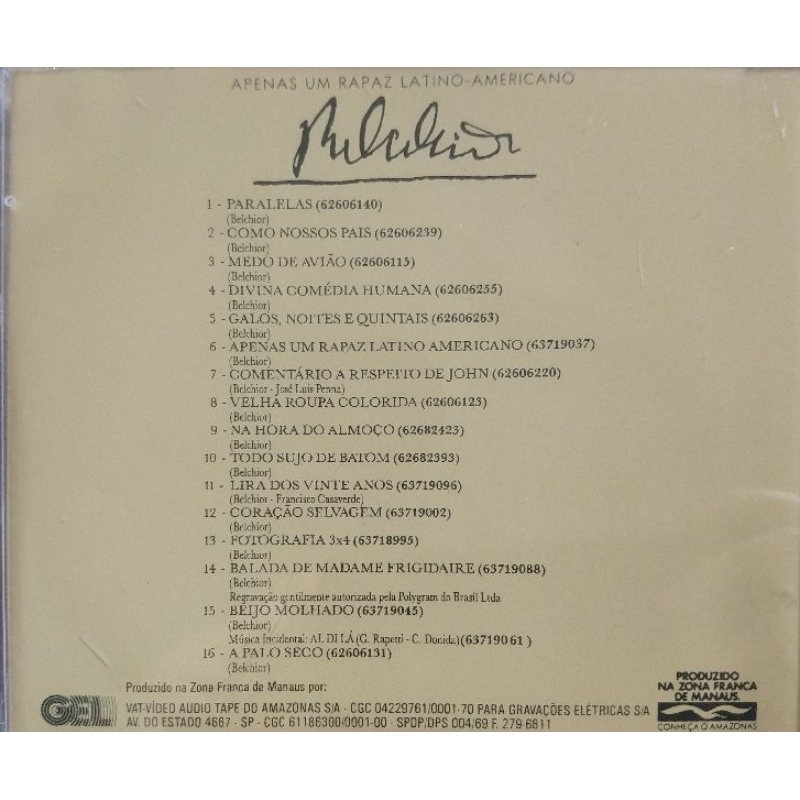 APENAS UM RAPAZ LATINO-AMERICANO
Belchior
1 - PARALELAS (62606140)
(Belchior)
2 - COMO NOSSOS PAIS (62606239)
(Belchior)
3 - MEDO DE AVIÃO (62606115)
(Belchior)
4 - DIVINA COMÉDIA HUMANA (62606255)
(Belchior)
5 - GALOS, NOITES E QUINTAIS (62606263)
(Belchior)
6 - APENAS UM RAPAZ LATINO AMERICANO (63719037)
(Belchior)
7 - COMENTÁRIO A RESPEITO DE JOHN (62606220)
(Belchior - José Luis Penna)
8 - VELHA ROUPA COLORIDA (62606123)
(Belchior)
9 - NA HORA DO ALMOÇO (62682423)
(Belchior)
10 - TODO SUJO DE BATOM (62682393)
(Belchior)
11 - LIRA DOS VINTE ANOS (63719096)
(Belchior - Francisco Casaverde)
12 - CORAÇÃO SELVAGEM (63719002)
(Belchior)
13 - FOTOGRAFIA 3x4 (63718995)
(Belchior)
14 - BALADA DE MADAME FRIGIDAIRE (63719088)
(Belchior)
Regravação gentilmente autorizada pela Polygram do Brasil Ltda
15 - BEIJO MOLHADO (63719045)
(Belchior)
Música Incidental: AL DI LÁ (G. Rapetti - C. Donida) (63719061)
16 - A PALO SECO (62606131)
(Belchior)
Produzido na Zona Franca de Manaus por:
VAT-VÍDEO AUDIO TAPE DO AMAZONAS S/A - CGC 04229761/0001-70 PARA GRAVAÇÕES ELÉTRICAS S/A
AV. DO ESTADO 4667 - SP - CGC 61186300/0001-00 - SPDP/DPS 004/69 F. 279 6811
PRODUZIDO
NA ZONA FRANCA
DE MANAUS.
CONHEÇA O AMAZONAS